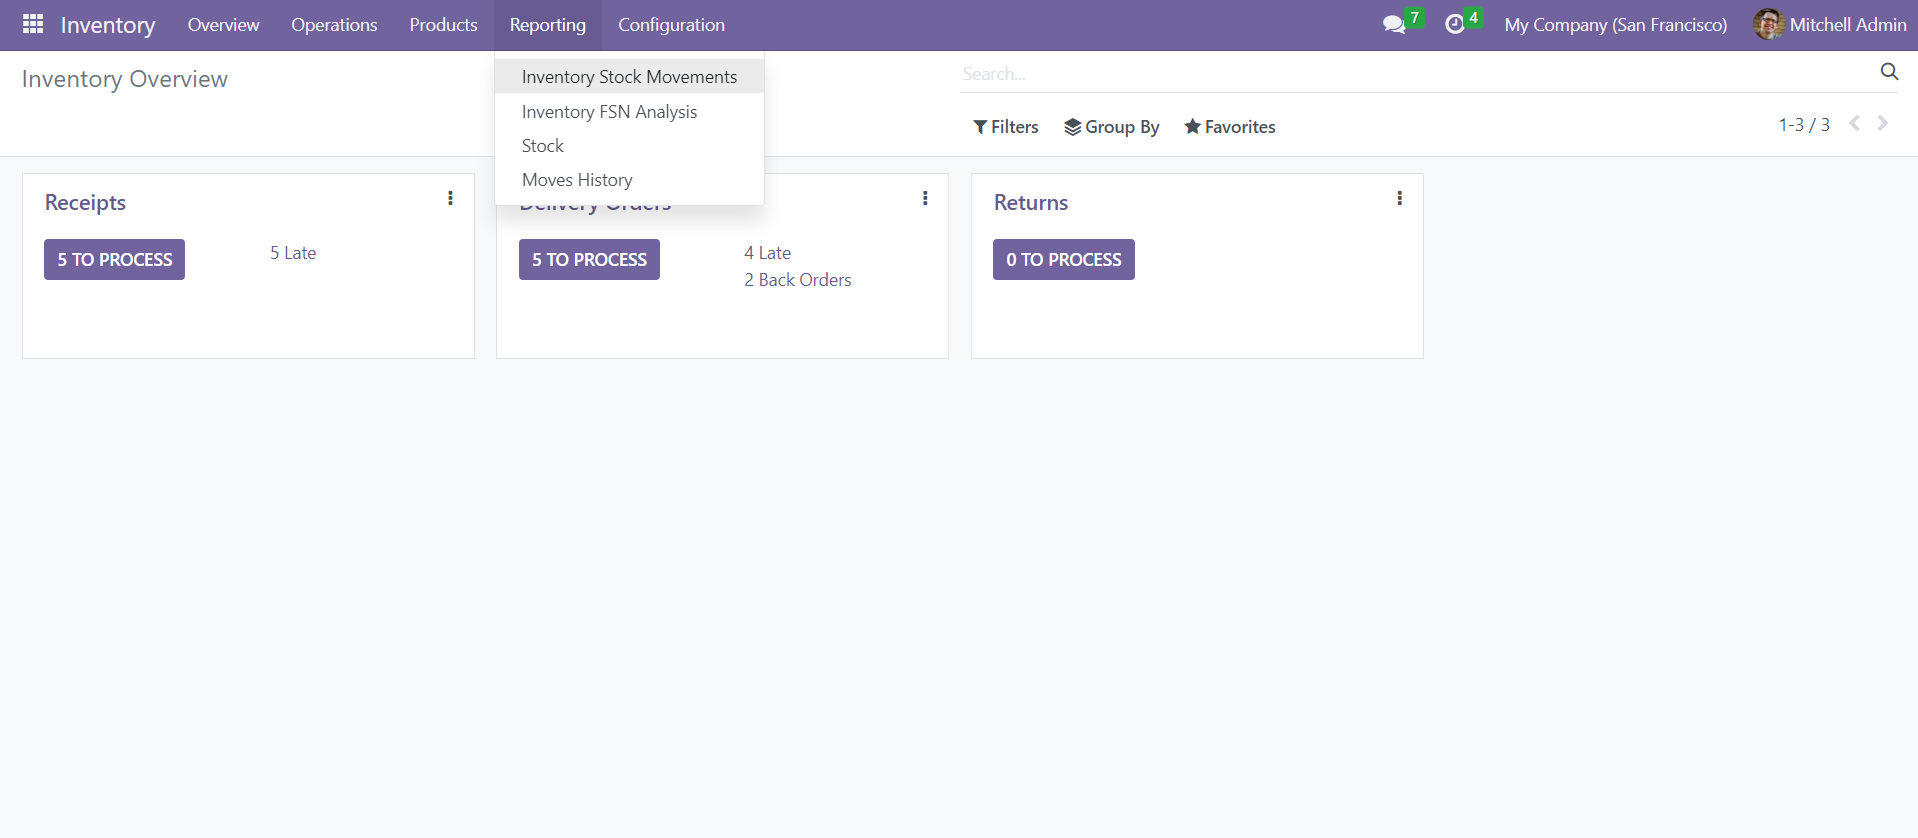 Inventory Overview Operations Products Reporting Configuration 7 4 My Company (San Francisco) Mitchell Admin
Inventory Overview
Search...
Inventory Stock Movements
Inventory FSN Analysis
Stock
Moves History
Filters Group By Favorites
1-3 / 3
Receipts
5 TO PROCESS
5 Late
Delivery Orders
5 TO PROCESS
4 Late
2 Back Orders
Returns
0 TO PROCESS